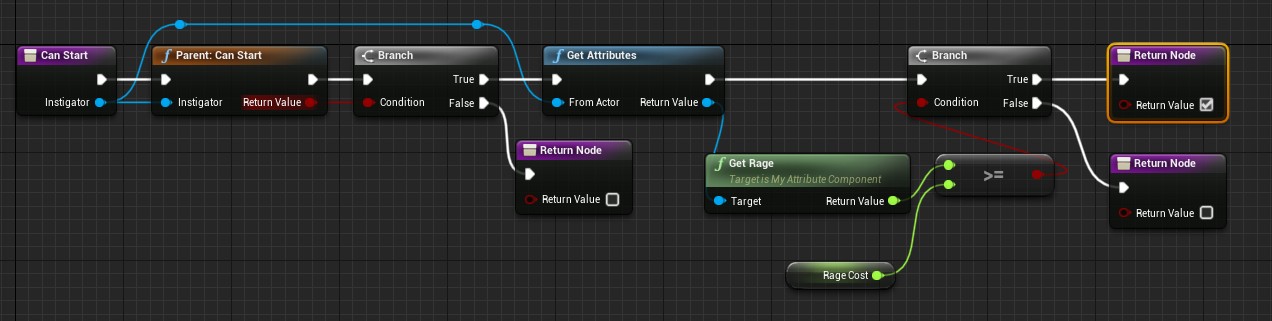 Can Start
Instigator
Parent: Can Start
Instigator
Return Value
Branch
Condition
True
False
Return Node
Return Value
Get Attributes
From Actor
Return Value
Get Rage
Target is My Attribute Component
Target
Return Value
Rage Cost
>=
Branch
Condition
True
False
Return Node
Return Value
Return Node
Return Value